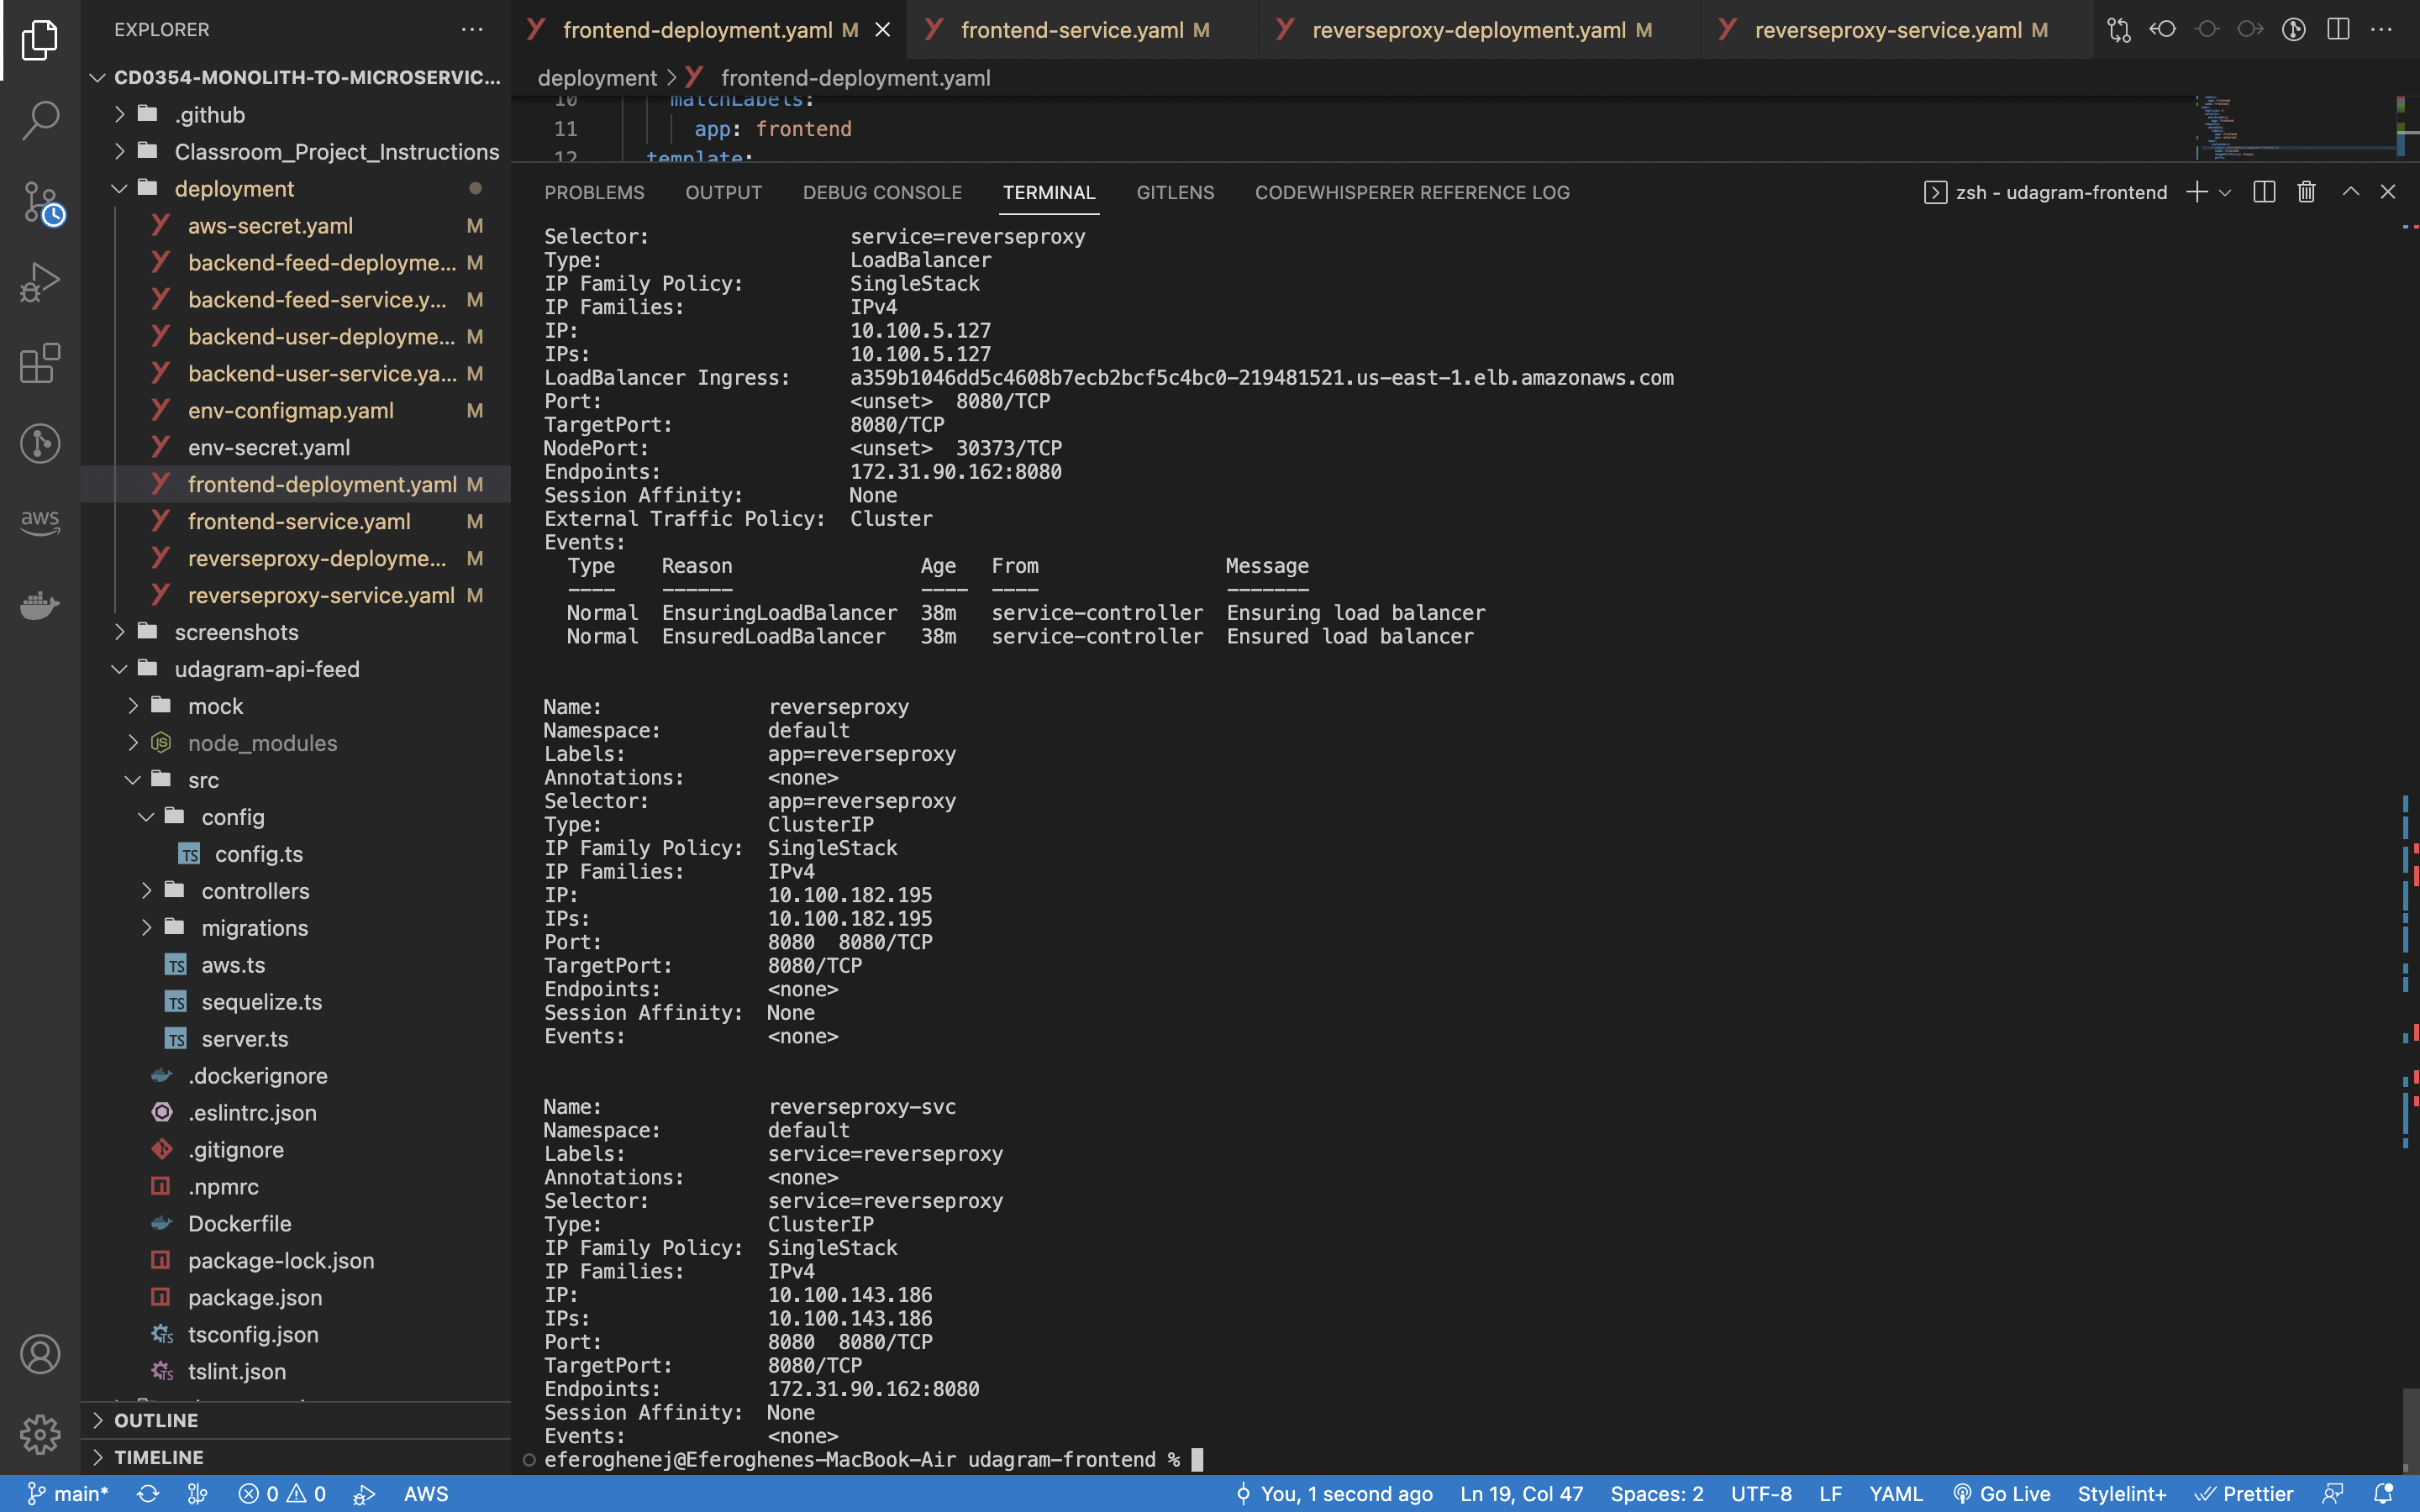 EXPLORER
CD0354-MONOLITH-TO-MICROSERVIC...
.github
Classroom_Project_Instructions
deployment
aws-secret.yaml M
backend-feed-deployme... M
backend-feed-service.y... M
backend-user-deployme... M
backend-user-service.ya... M
env-configmap.yaml M
env-secret.yaml
frontend-deployment.yaml M
frontend-service.yaml M
reverseproxy-deployme... M
reverseproxy-service.yaml M
screenshots
udagram-api-feed
mock
node_modules
src
config
TS config.ts
controllers
migrations
TS aws.ts
TS sequelize.ts
TS server.ts
.dockerignore
.eslintrc.json
.gitignore
.npmrc
Dockerfile
package-lock.json
package.json
tsconfig.json
tslint.json
OUTLINE
TIMELINE
aws
frontend-deployment.yaml M
frontend-service.yaml M
reverseproxy-deployment.yaml M
reverseproxy-service.yaml M
deployment > frontend-deployment.yaml
10 matchLabels:
11 app: frontend
12 template:
PROBLEMS OUTPUT DEBUG CONSOLE TERMINAL GITLENS CODEWHISPERER REFERENCE LOG
zsh - udagram-frontend
Selector: service=reverseproxy
Type: LoadBalancer
IP Family Policy: SingleStack
IP Families: IPv4
IP: 10.100.5.127
IPs: 10.100.5.127
LoadBalancer Ingress: a359b1046dd5c4608b7ecb2bcf5c4bc0-219481521.us-east-1.elb.amazonaws.com
Port: <unset> 8080/TCP
TargetPort: 8080/TCP
NodePort: <unset> 30373/TCP
Endpoints: 172.31.90.162:8080
Session Affinity: None
External Traffic Policy: Cluster
Events:
Type Reason Age From Message
---- ------ ---- ---- -------
Normal EnsuringLoadBalancer 38m service-controller Ensuring load balancer
Normal EnsuredLoadBalancer 38m service-controller Ensured load balancer
Name: reverseproxy
Namespace: default
Labels: app=reverseproxy
Annotations: <none>
Selector: app=reverseproxy
Type: ClusterIP
IP Family Policy: SingleStack
IP Families: IPv4
IP: 10.100.182.195
IPs: 10.100.182.195
Port: 8080 8080/TCP
TargetPort: 8080/TCP
Endpoints: <none>
Session Affinity: None
Events: <none>
Name: reverseproxy-svc
Namespace: default
Labels: service=reverseproxy
Annotations: <none>
Selector: service=reverseproxy
Type: ClusterIP
IP Family Policy: SingleStack
IP Families: IPv4
IP: 10.100.143.186
IPs: 10.100.143.186
Port: 8080 8080/TCP
TargetPort: 8080/TCP
Endpoints: 172.31.90.162:8080
Session Affinity: None
Events: <none>
eferoghenej@Eferoghenes-MacBook-Air udagram-frontend %
main* 0 0 AWS You, 1 second ago Ln 19, Col 47 Spaces: 2 UTF-8 LF YAML Go Live Stylelint+ Prettier